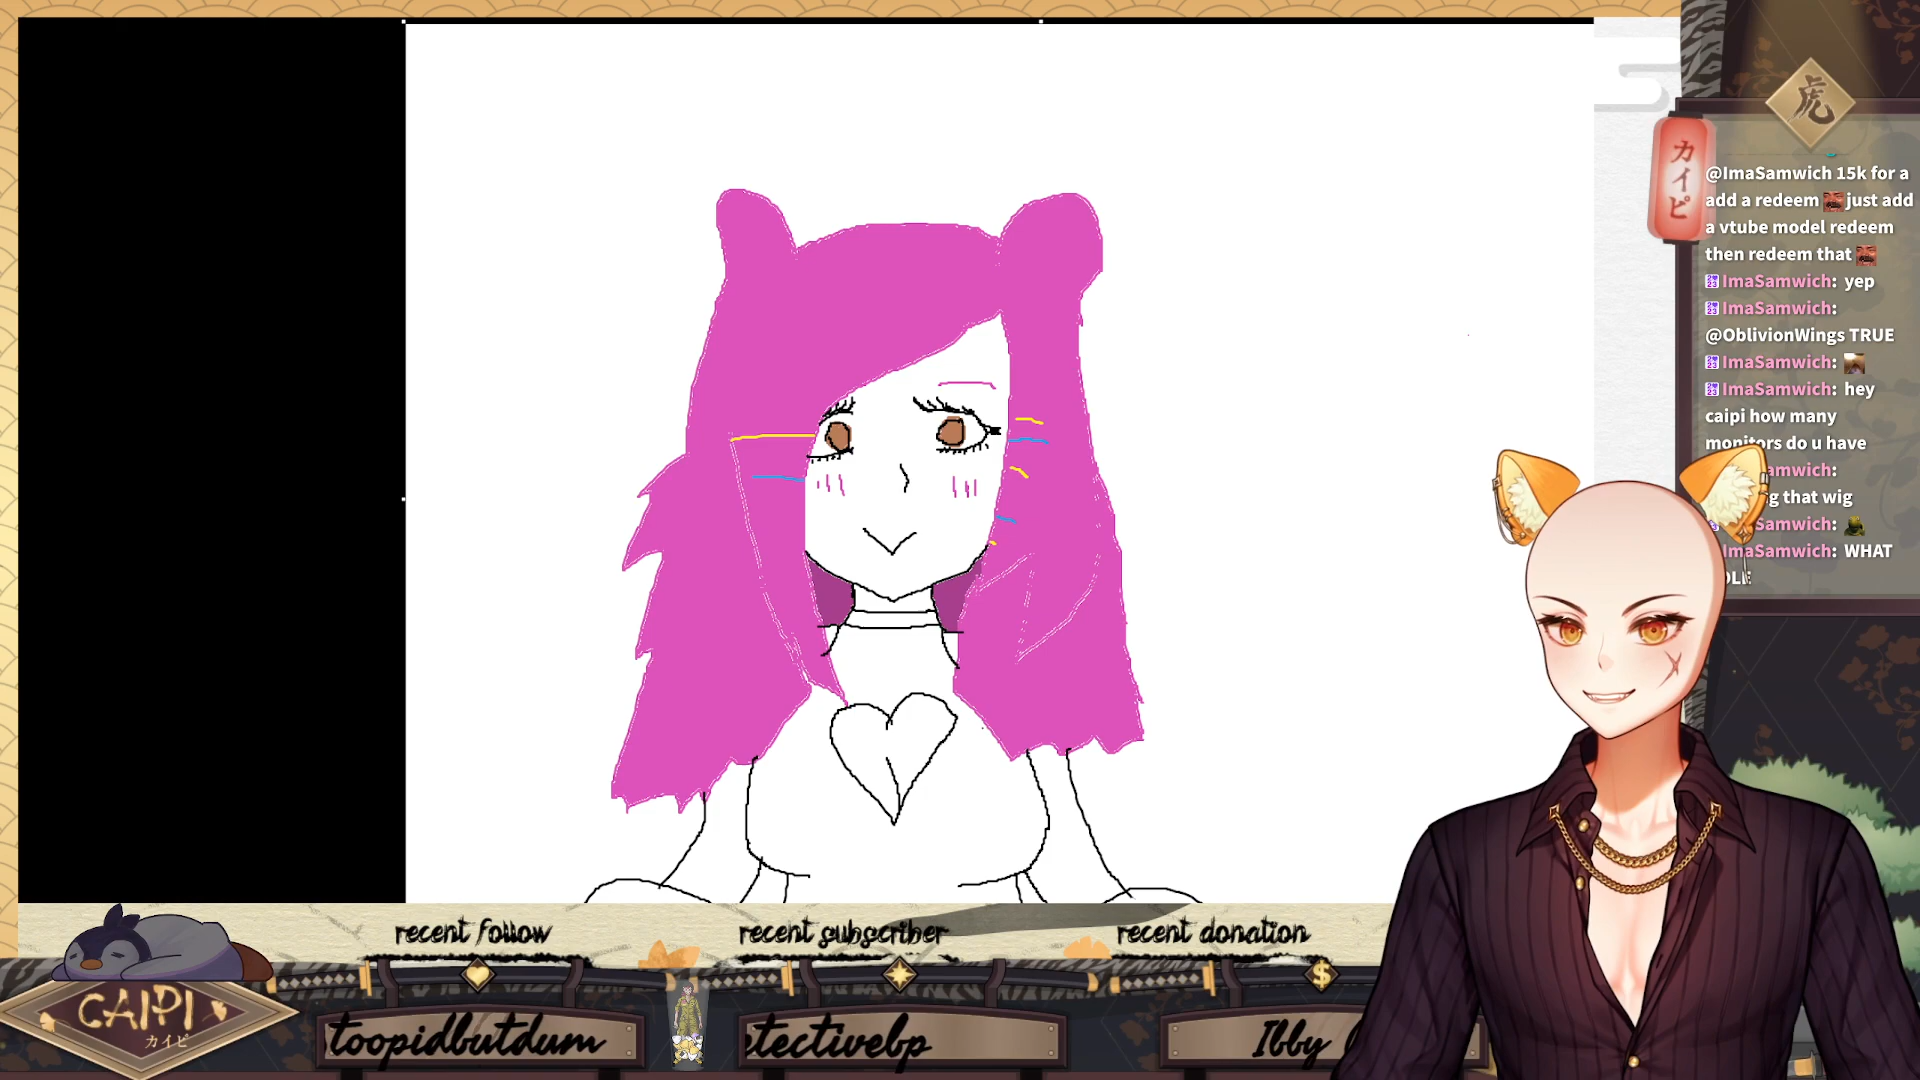 虎
カイピ
@ImaSamwich 15k for a
add a redeem just add
a vtube model redeem
then redeem that
ImaSamwich: yep
ImaSamwich:
@OblivionWings TRUE
ImaSamwich:
ImaSamwich: hey
caipi how many
monitors do u have
amwich:
g that wig
Samwich:
ImaSamwich: WHAT
recent follow
recent subscriber
recent donation
CAIPI
カイピ
toopidbutdum
etectivebp
Ibby